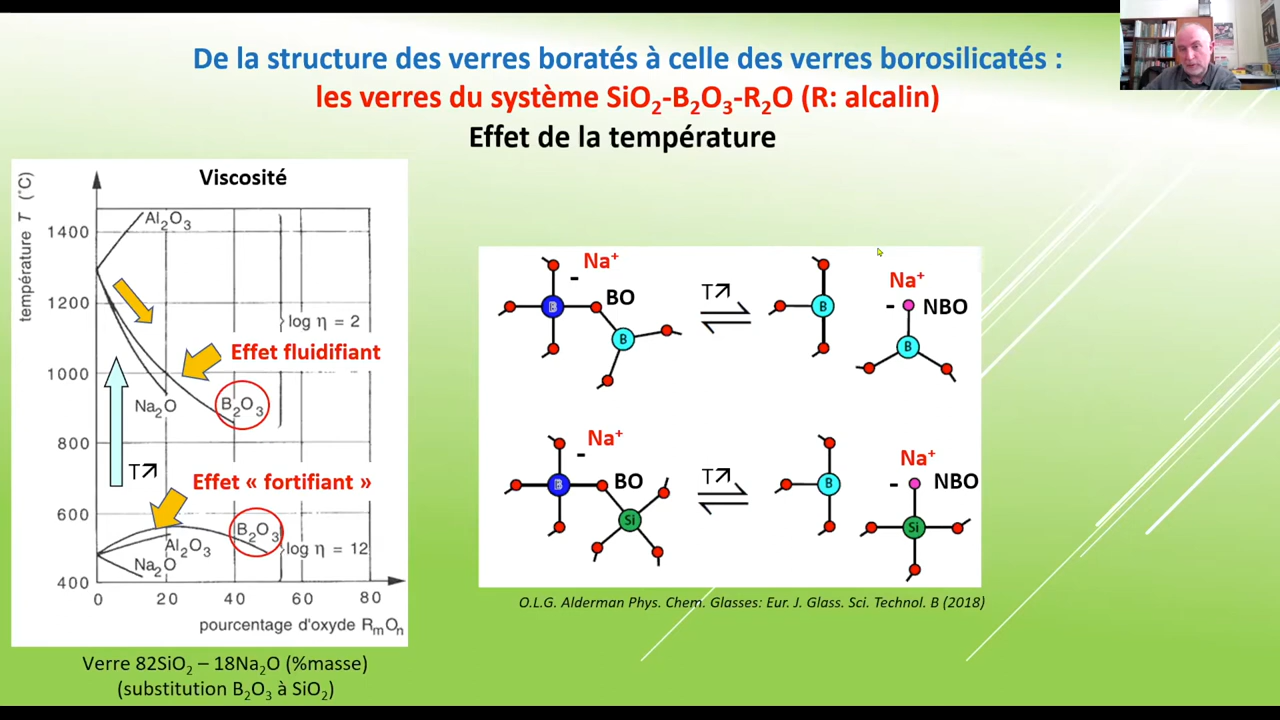 De la structure des verres boratés à celle des verres borosilicatés :
les verres du système SiO2-B2O3-R2O (R: alcalin)
Effet de la température
Viscosité
température T (°C)
1400
1200
1000
800
600
400
0
20
40
60
80
pourcentage d'oxyde RmOn
Al2O3
log η = 2
Effet fluidifiant
Na2O
B2O3
T↗
Effet « fortifiant »
B2O3
Al2O3
Na2O
log η = 12
Verre 82SiO2 – 18Na2O (%masse)
(substitution B2O3 à SiO2)
Na+
-
B
BO
B
T↗
B
Na+
-
NBO
B
Na+
-
B
BO
Si
T↗
B
Na+
-
NBO
Si
O.L.G. Alderman Phys. Chem. Glasses: Eur. J. Glass. Sci. Technol. B (2018)